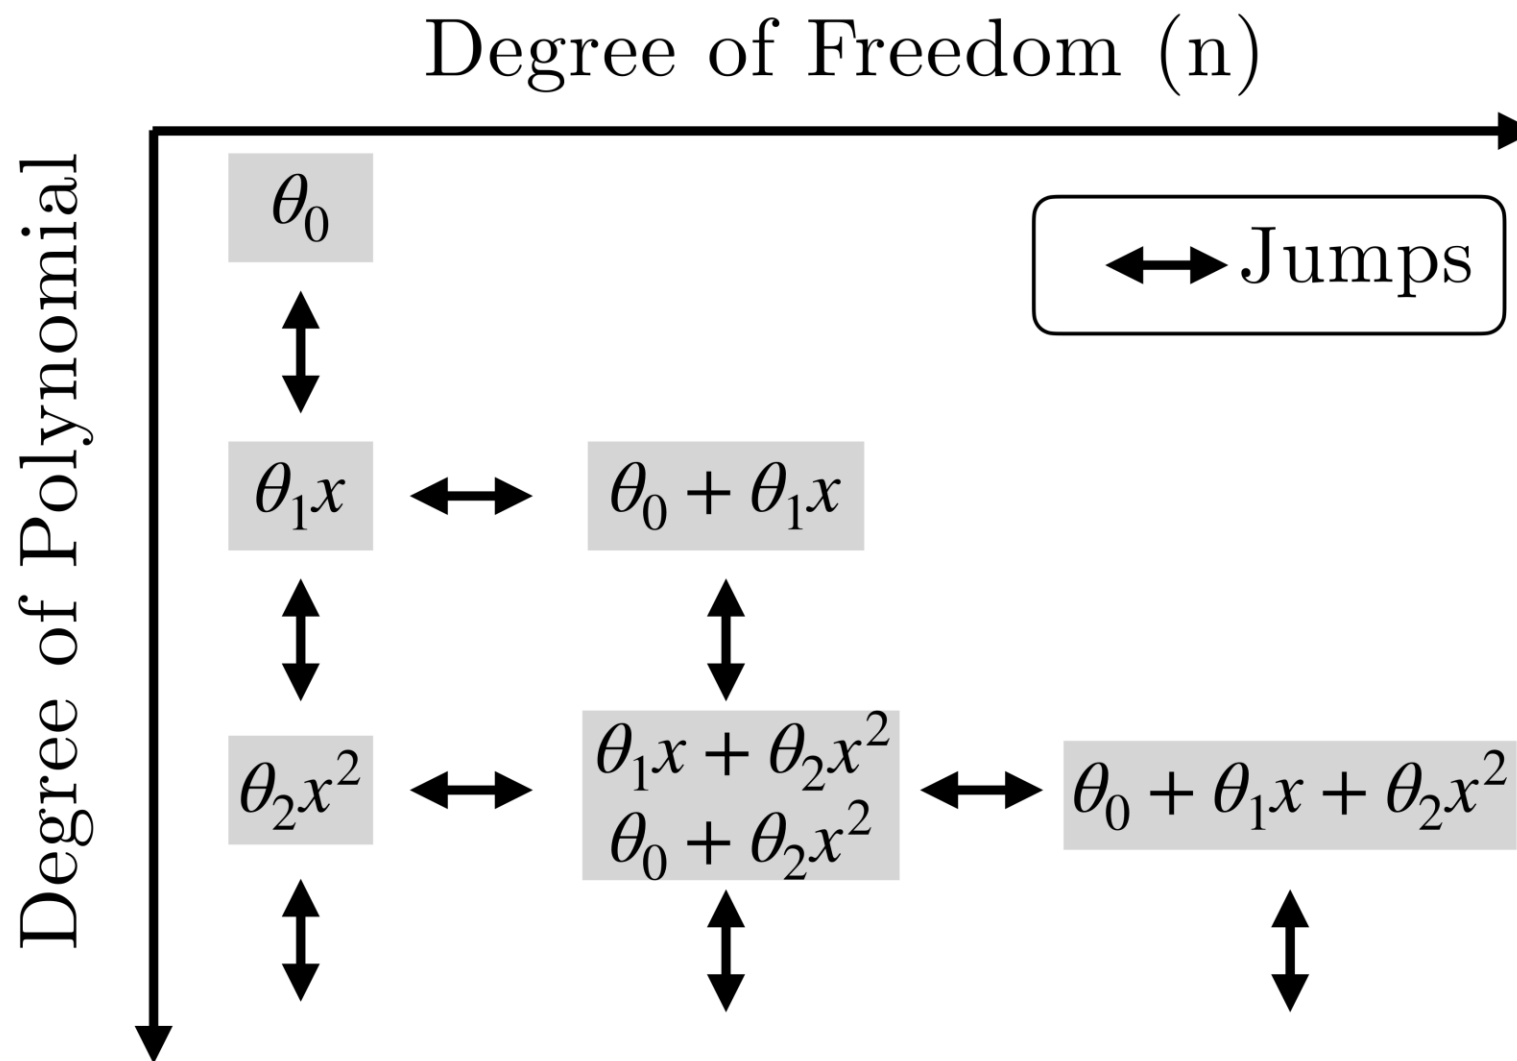 Degree of Freedom (n)
Degree of Polynomial
θ₀
Jumps
θ₁x
θ₀ + θ₁x
θ₂x²
θ₁x + θ₂x²
θ₀ + θ₂x²
θ₀ + θ₁x + θ₂x²